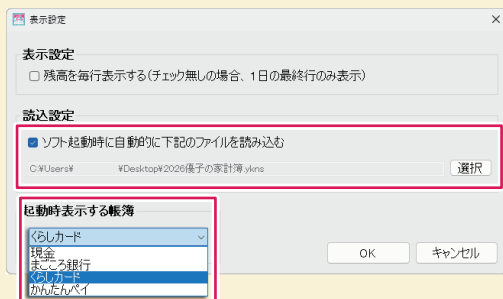 表示設定
表示設定
残高を毎行表示する(チェック無しの場合、1日の最終行のみ表示)
読込設定
ソフト起動時に自動的に下記のファイルを読み込む
C:¥Users¥ ¥Desktop¥2026優子の家計簿.ykns
選択
起動時表示する帳簿
くらしカード
現金
まごころ銀行
くらしカード
かんたんペイ
OK キャンセル